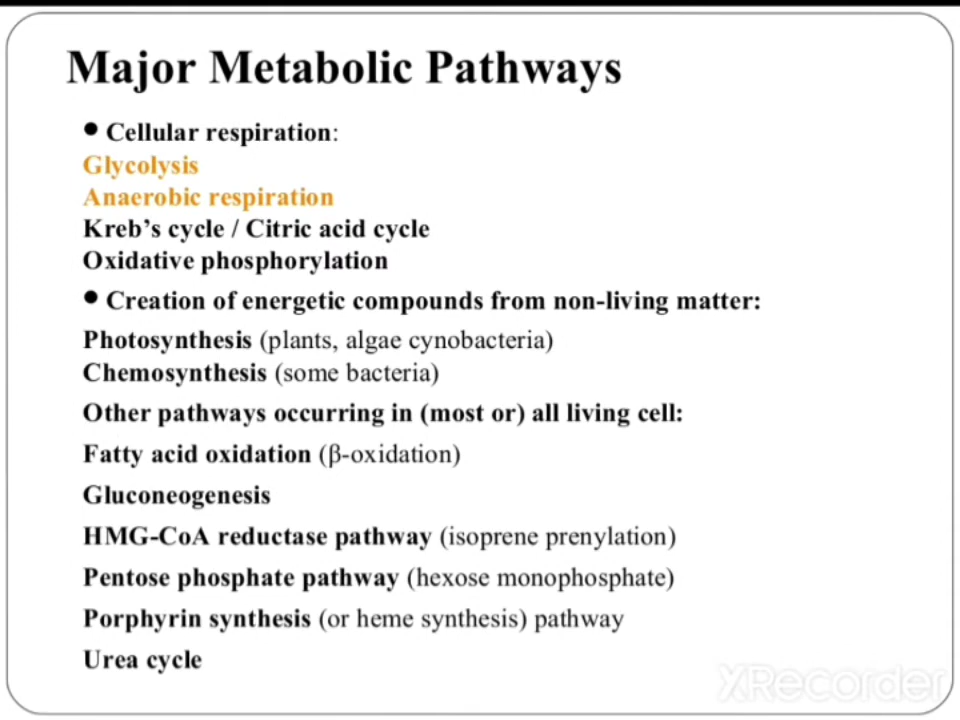 Major Metabolic Pathways
● Cellular respiration:
Glycolysis
Anaerobic respiration
Kreb’s cycle / Citric acid cycle
Oxidative phosphorylation
● Creation of energetic compounds from non-living matter:
Photosynthesis (plants, algae cynobacteria)
Chemosynthesis (some bacteria)
Other pathways occurring in (most or) all living cell:
Fatty acid oxidation (β-oxidation)
Gluconeogenesis
HMG-CoA reductase pathway (isoprene prenylation)
Pentose phosphate pathway (hexose monophosphate)
Porphyrin synthesis (or heme synthesis) pathway
Urea cycle
XRecorder